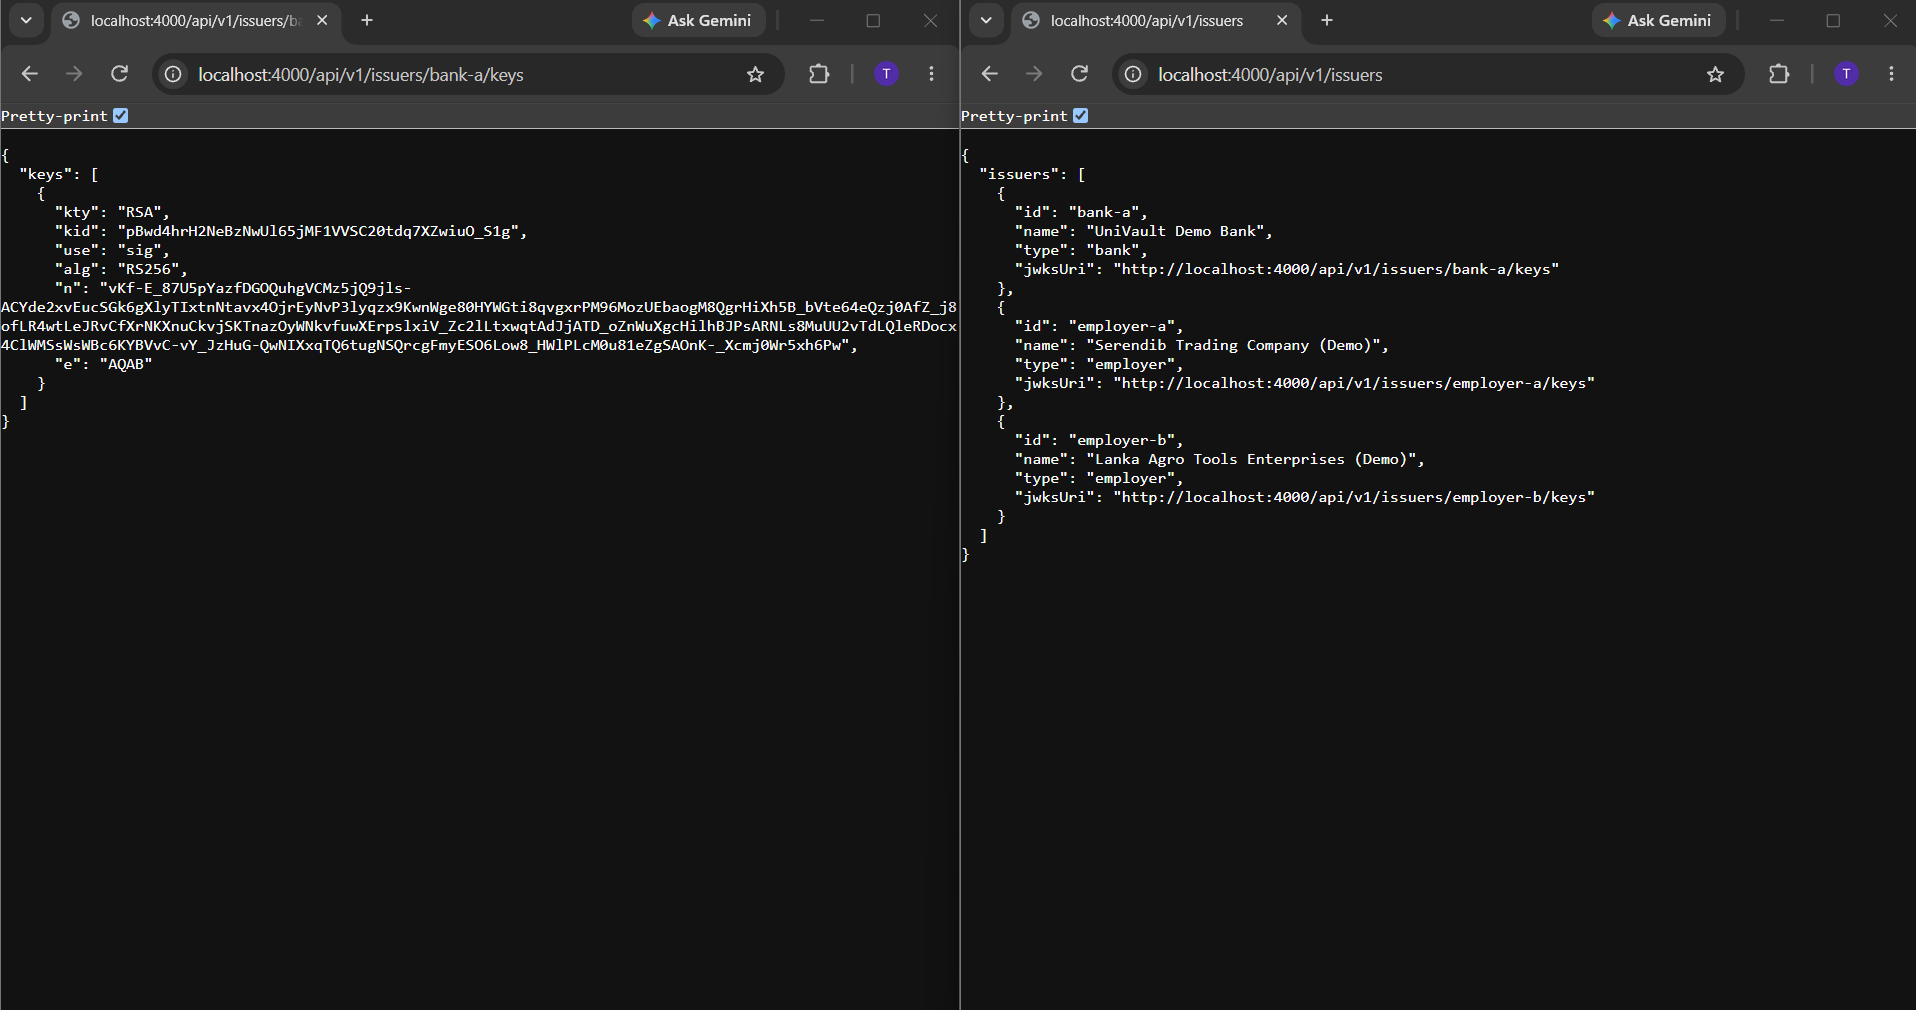 localhost:4000/api/v1/issuers/ba
Ask Gemini
localhost:4000/api/v1/issuers/bank-a/keys
T
Pretty-print
{
"keys": [
{
"kty": "RSA",
"kid": "pBwd4hrH2NeBzNwUl65jMF1VVSC20tdq7XZwiuO_S1g",
"use": "sig",
"alg": "RS256",
"n": "vKf-E_87U5pYazfDGOQuhgVCMz5jQ9jls-
ACYde2xvEucSGk6gXlyTIxtnNtavx4OjrEyNvP3lyqzx9KwnWge80HYWGti8qvgxrPM96MozUEbaogM8QgrHiXh5B_bVte64eQzj0AfZ_j8
ofLR4wtLeJRvCfXrNKXnuCkvjSKTnazOyWNkvfuwXErpslxiV_Zc2lLtxwqtAdJjATD_oZnWuXgcHilhBJPsARNLs8MuUU2vTdLQleRDocx
4ClWMSsWsWBc6KYBVvC-vY_JzHuG-QwNIXxqTQ6tugNSQrcgFmyESO6Low8_HWlPLcM0u81eZgSAOnK-_Xcmj0Wr5xh6Pw",
"e": "AQAB"
}
]
}
localhost:4000/api/v1/issuers
Ask Gemini
localhost:4000/api/v1/issuers
T
Pretty-print
{
"issuers": [
{
"id": "bank-a",
"name": "UniVault Demo Bank",
"type": "bank",
"jwksUri": "http://localhost:4000/api/v1/issuers/bank-a/keys"
},
{
"id": "employer-a",
"name": "Serendib Trading Company (Demo)",
"type": "employer",
"jwksUri": "http://localhost:4000/api/v1/issuers/employer-a/keys"
},
{
"id": "employer-b",
"name": "Lanka Agro Tools Enterprises (Demo)",
"type": "employer",
"jwksUri": "http://localhost:4000/api/v1/issuers/employer-b/keys"
}
]
}